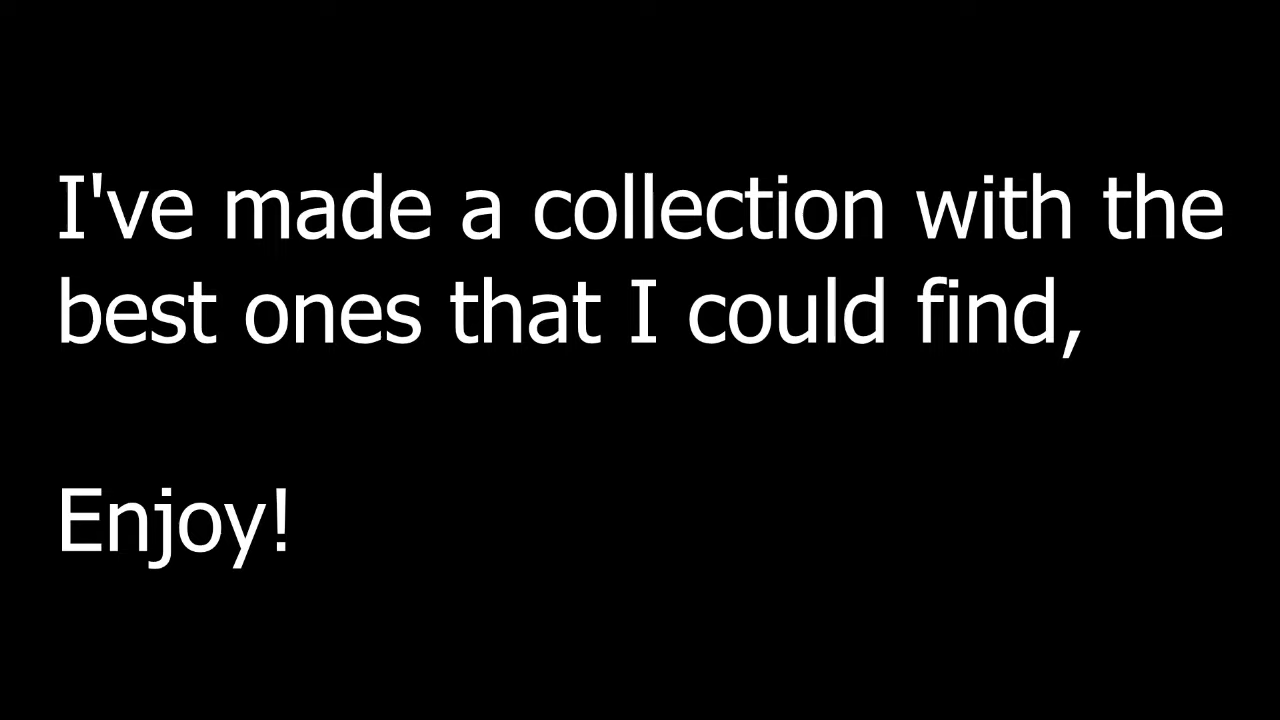 I've made a collection with the
best ones that I could find,
Enjoy!